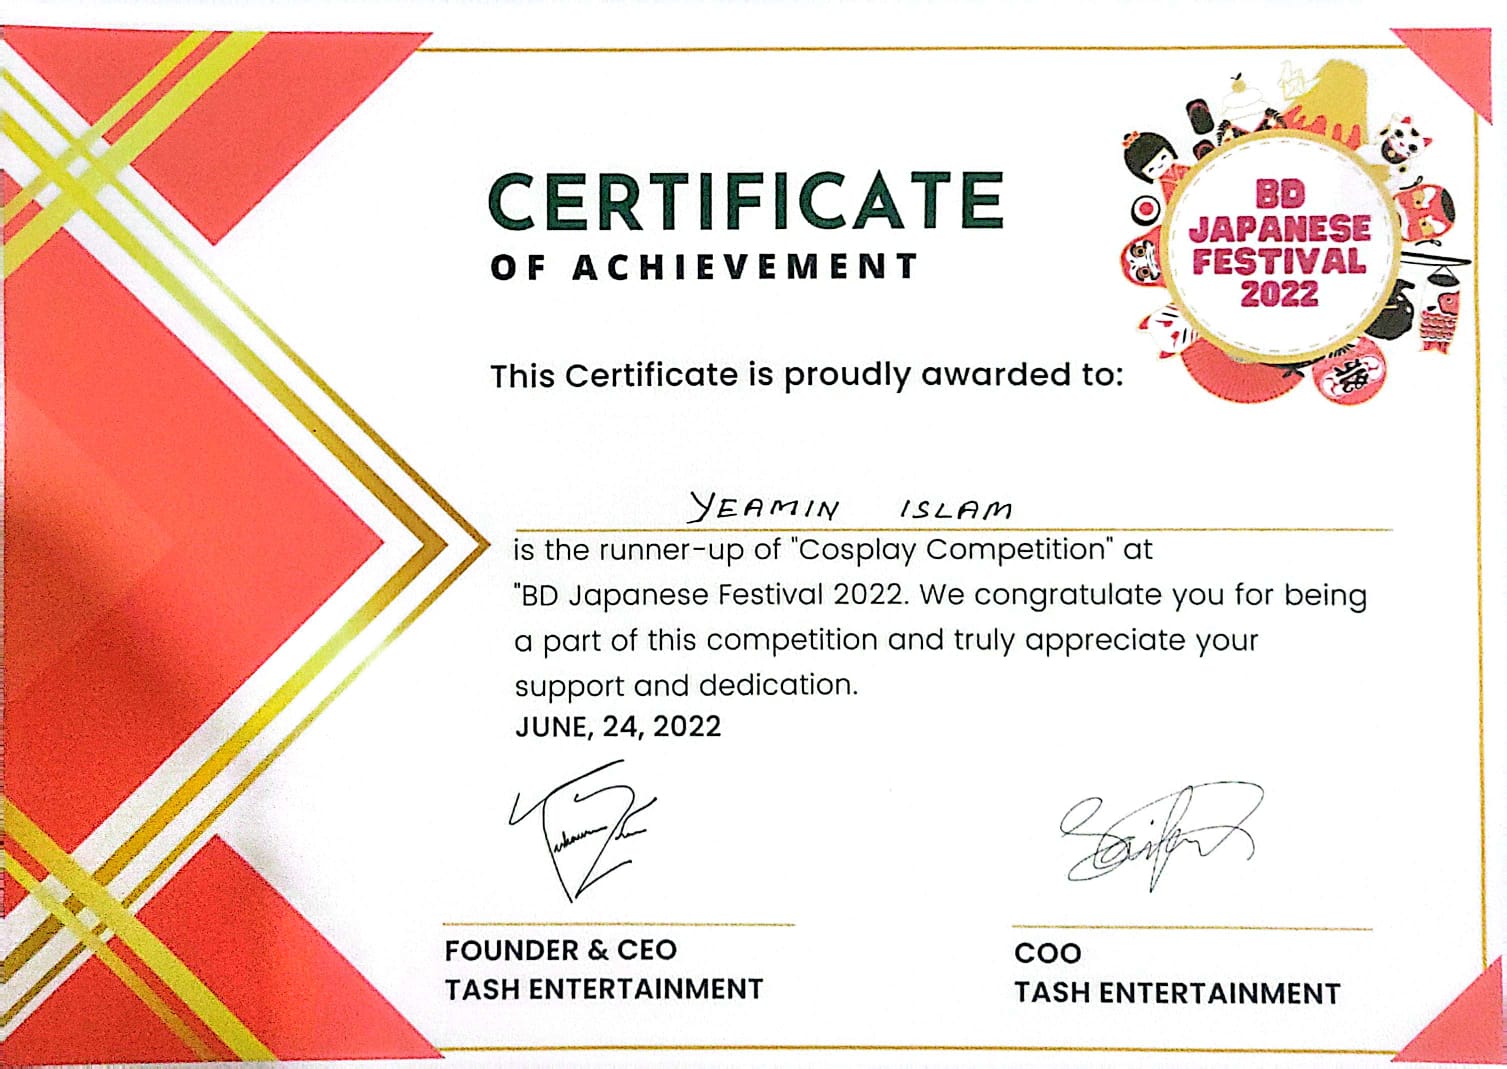 CERTIFICATE
OF ACHIEVEMENT
BD
JAPANESE
FESTIVAL
2022
This Certificate is proudly awarded to:
YEAMIN ISLAM
is the runner-up of "Cosplay Competition" at
"BD Japanese Festival 2022. We congratulate you for being
a part of this competition and truly appreciate your
support and dedication.
JUNE, 24, 2022
FOUNDER & CEO
TASH ENTERTAINMENT
COO
TASH ENTERTAINMENT